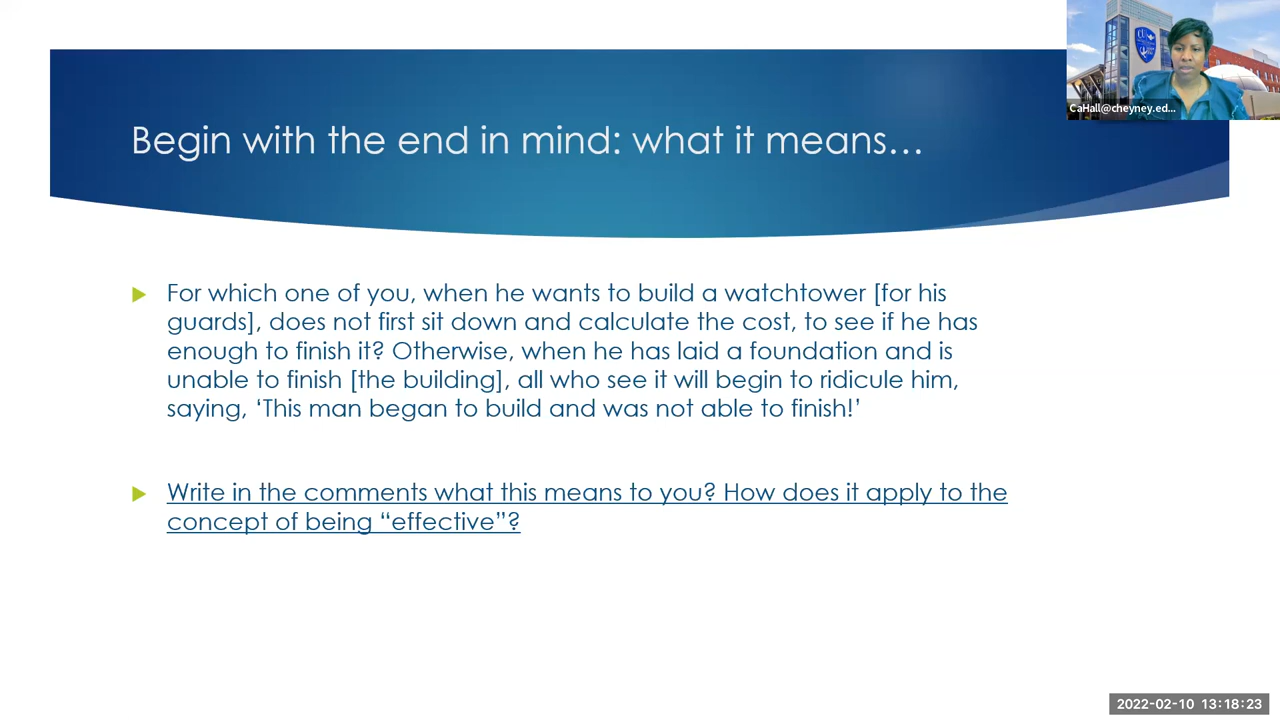 CaHall@cheyney.ed...
Begin with the end in mind: what it means…
For which one of you, when he wants to build a watchtower [for his
guards], does not first sit down and calculate the cost, to see if he has
enough to finish it? Otherwise, when he has laid a foundation and is
unable to finish [the building], all who see it will begin to ridicule him,
saying, ‘This man began to build and was not able to finish!’
Write in the comments what this means to you? How does it apply to the
concept of being “effective”?
2022-02-10 13:18:23